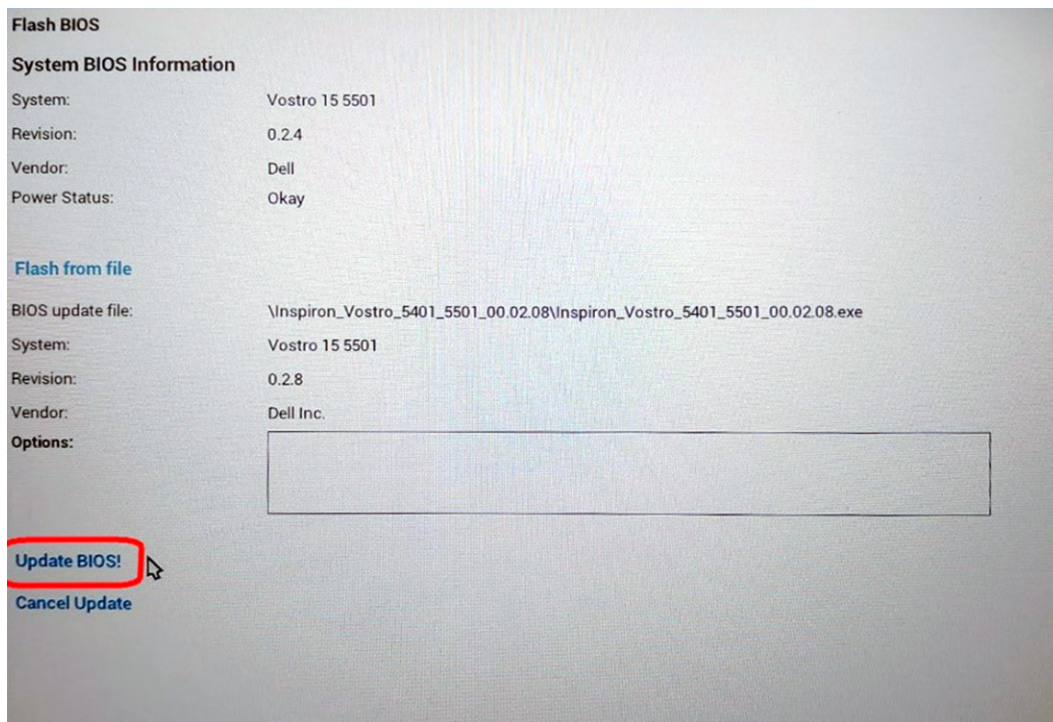 Flash BIOS
System BIOS Information
System: Vostro 15 5501
Revision: 0.2.4
Vendor: Dell
Power Status: Okay
Flash from file
BIOS update file: \Inspiron_Vostro_5401_5501_00.02.08\Inspiron_Vostro_5401_5501_00.02.08.exe
System: Vostro 15 5501
Revision: 0.2.8
Vendor: Dell Inc.
Options:
Update BIOS!
Cancel Update